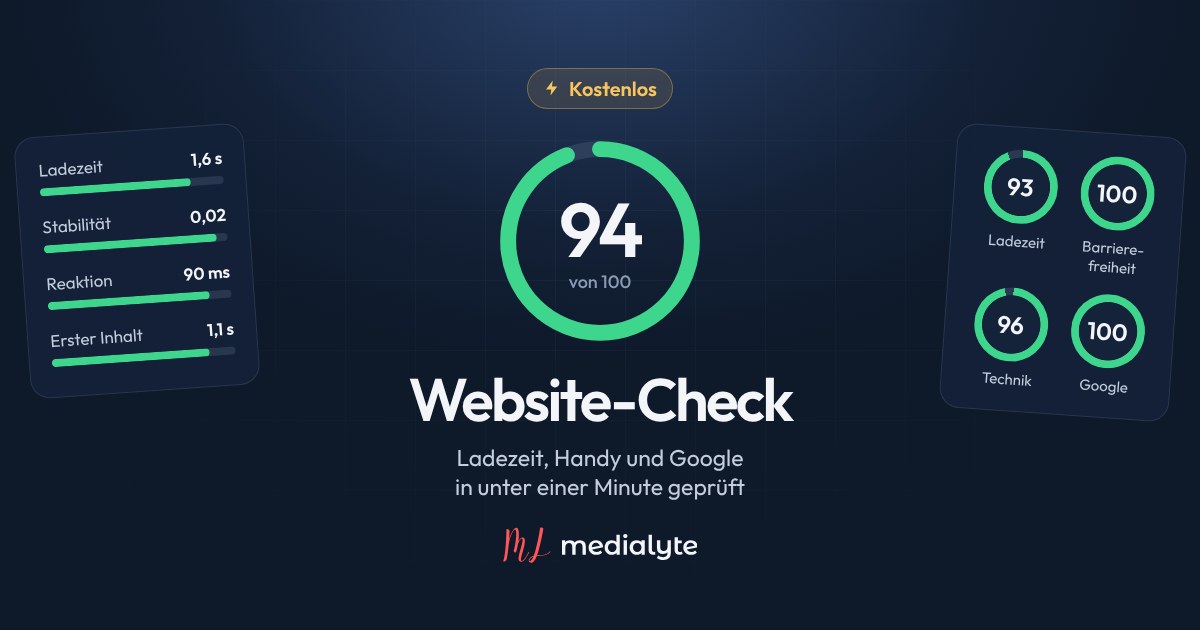 Kostenlos
Ladezeit 1,6 s
Stabilität 0,02
Reaktion 90 ms
Erster Inhalt 1,1 s
94
von 100
93
Ladezeit
100
Barriere-
freiheit
96
Technik
100
Google
Website-Check
Ladezeit, Handy und Google
in unter einer Minute geprüft
ML medialyte